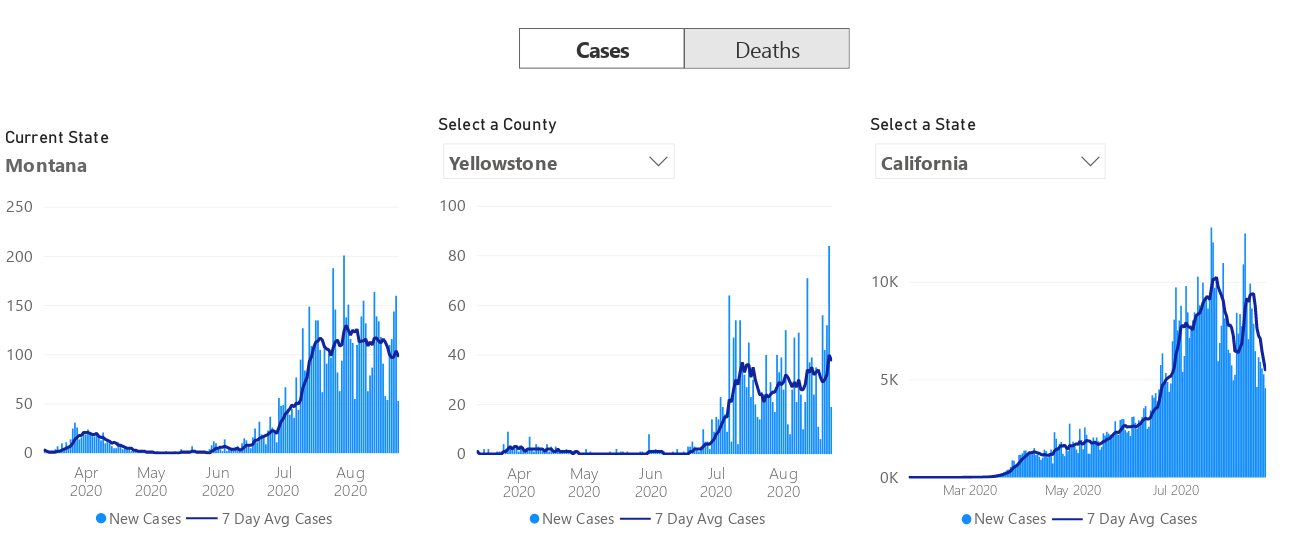 Cases Deaths
Current State
Montana
250
200
150
100
50
0
Apr 2020
May 2020
Jun 2020
Jul 2020
Aug 2020
New Cases 7 Day Avg Cases
Select a County
Yellowstone
100
80
60
40
20
0
Apr 2020
May 2020
Jun 2020
Jul 2020
Aug 2020
New Cases 7 Day Avg Cases
Select a State
California
10K
5K
0K
Mar 2020 May 2020 Jul 2020
New Cases 7 Day Avg Cases